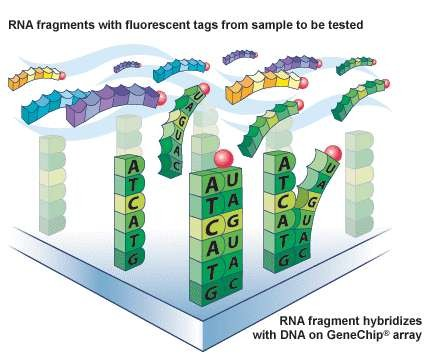 RNA fragments with fluorescent tags from sample to be tested
U
A
G
U
A
C
A
T
C
A
T
G
A U
T A
C G
A U
T A
G C
A
T
C
A
T
G
U
A
G
U
A
C
RNA fragment hybridizes
with DNA on GeneChip® array